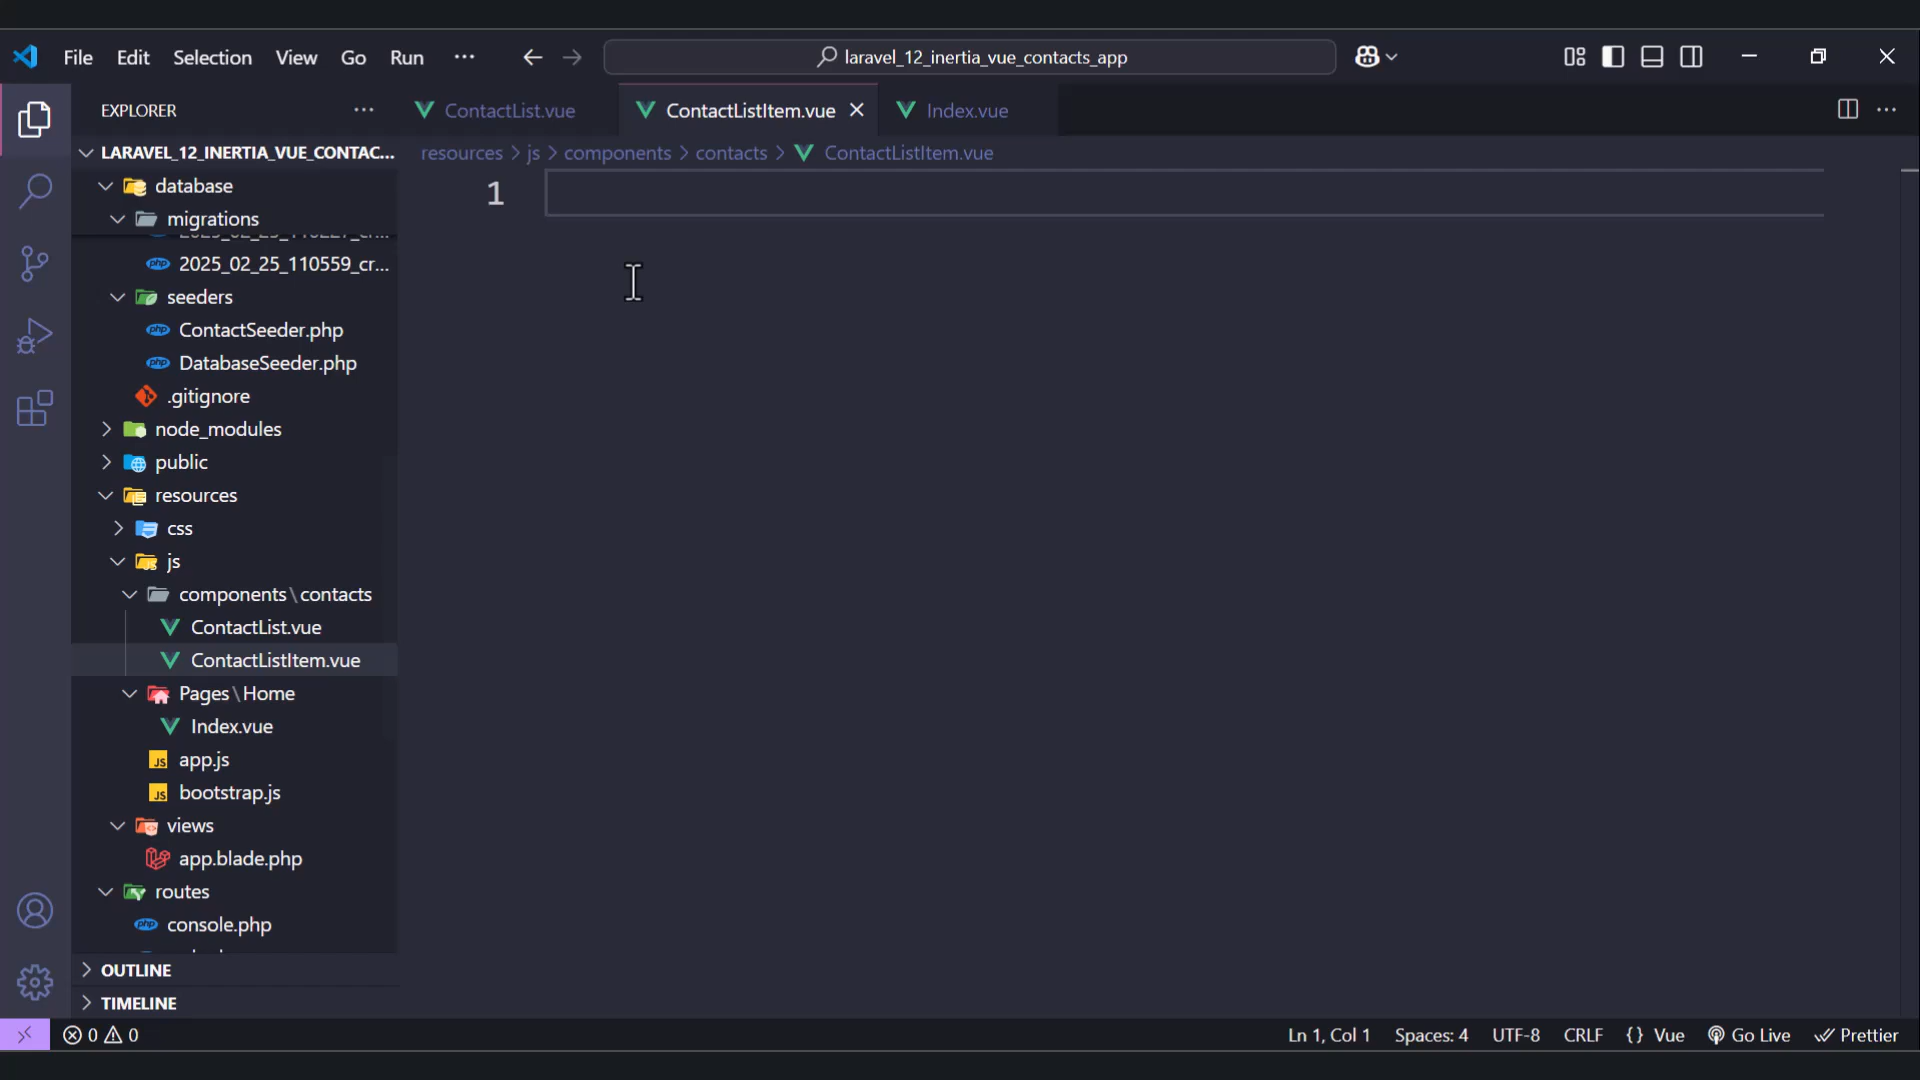 File Edit Selection View Go Run
laravel_12_inertia_vue_contacts_app
EXPLORER
ContactList.vue
ContactListItem.vue
Index.vue
LARAVEL_12_INERTIA_VUE_CONTAC...
resources > js > components > contacts > ContactListItem.vue
1
database
migrations
2025_02_25_110559_cr...
seeders
ContactSeeder.php
DatabaseSeeder.php
.gitignore
node_modules
public
resources
css
js
components\contacts
ContactList.vue
ContactListItem.vue
Pages\Home
Index.vue
app.js
bootstrap.js
views
app.blade.php
routes
console.php
OUTLINE
TIMELINE
0 0
Ln 1, Col 1 Spaces: 4 UTF-8 CRLF {} Vue Go Live Prettier